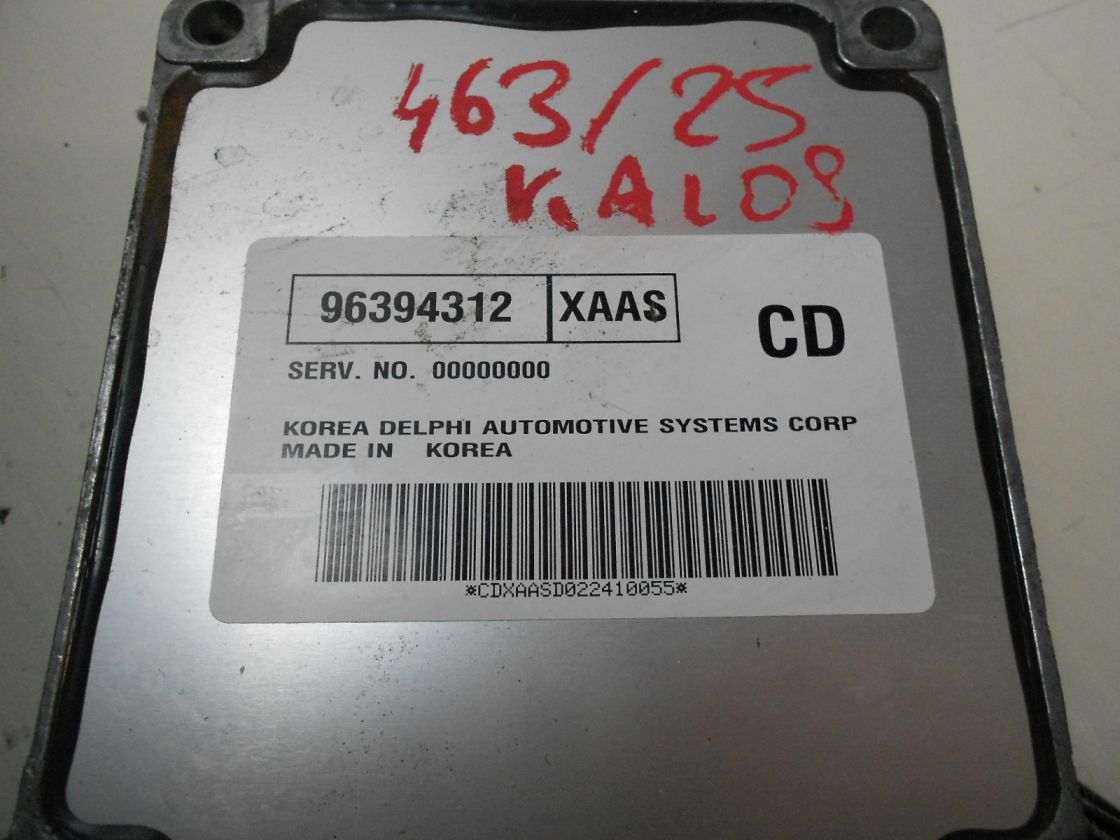 463/25
KALOS
96394312 XAAS
CD
SERV. NO. 00000000
KOREA DELPHI AUTOMOTIVE SYSTEMS CORP
MADE IN KOREA
*CDXAASD022410055*